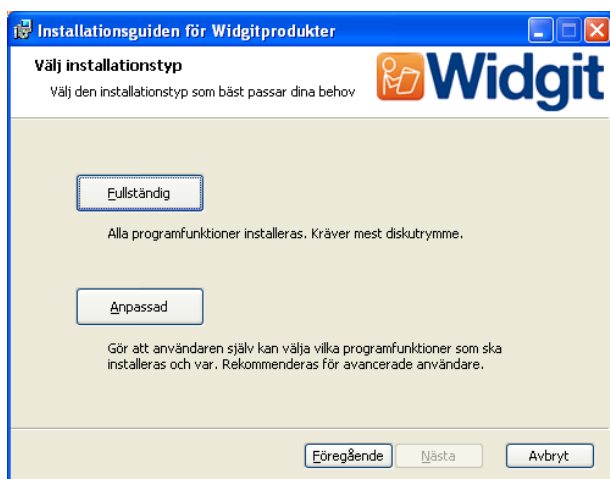 Installationsguiden för Widgitprodukter
Välj installationstyp
Välj den installationstyp som bäst passar dina behov
Widgit
Fullständig
Alla programfunktioner installeras. Kräver mest diskutrymme.
Anpassad
Gör att användaren själv kan välja vilka programfunktioner som ska
installeras och var. Rekommenderas för avancerade användare.
Föregående
Nästa
Avbryt